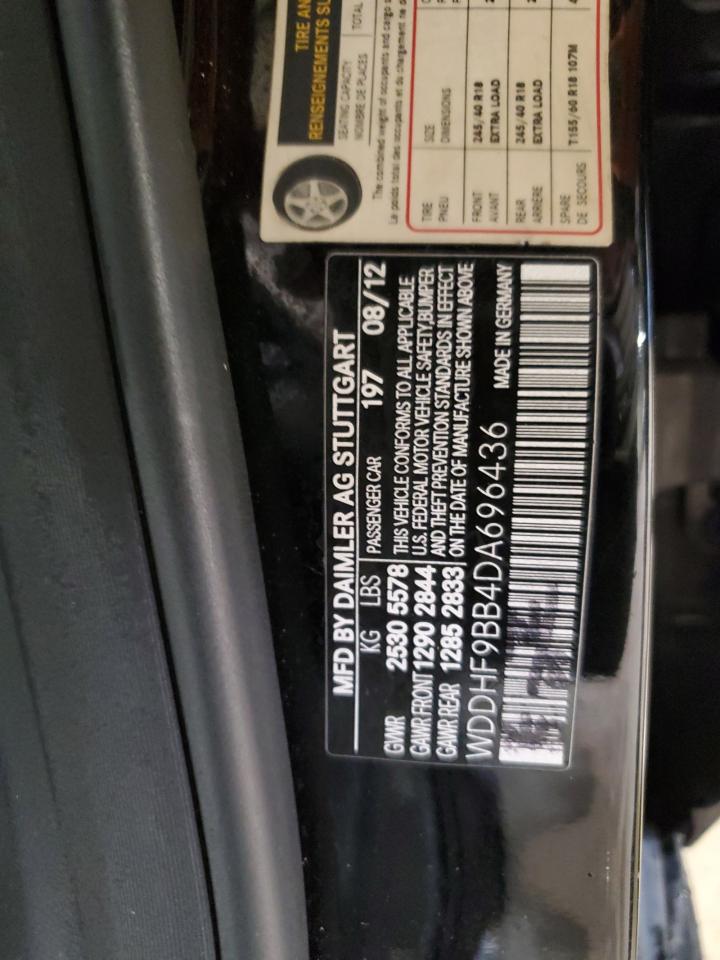 MFD BY DAIMLER AG STUTTGART
KG LBS
GVWR 2530 5578
GAWR FRONT 1290 2844
GAWR REAR 1285 2833
PASSENGER CAR 197 08/12
THIS VEHICLE CONFORMS TO ALL APPLICABLE
U.S. FEDERAL MOTOR VEHICLE SAFETY, BUMPER
AND THEFT PREVENTION STANDARDS IN EFFECT
ON THE DATE OF MANUFACTURE SHOWN ABOVE
WDDHF9BB4DA696436 MADE IN GERMANY
TIRE
RENSEIGNEMENTS
SEATING CAPACITY TOTAL
NOMBRE DE PLACES
The combined weight of occupants and cargo
Le poids total des occupants et du chargement ne
TIRE SIZE
PNEU DIMENSIONS
FRONT 245/40 R18
AVANT EXTRA LOAD
REAR 245/40 R18
ARRIÈRE EXTRA LOAD
SPARE T155/60 R18 107M
DE SECOURS